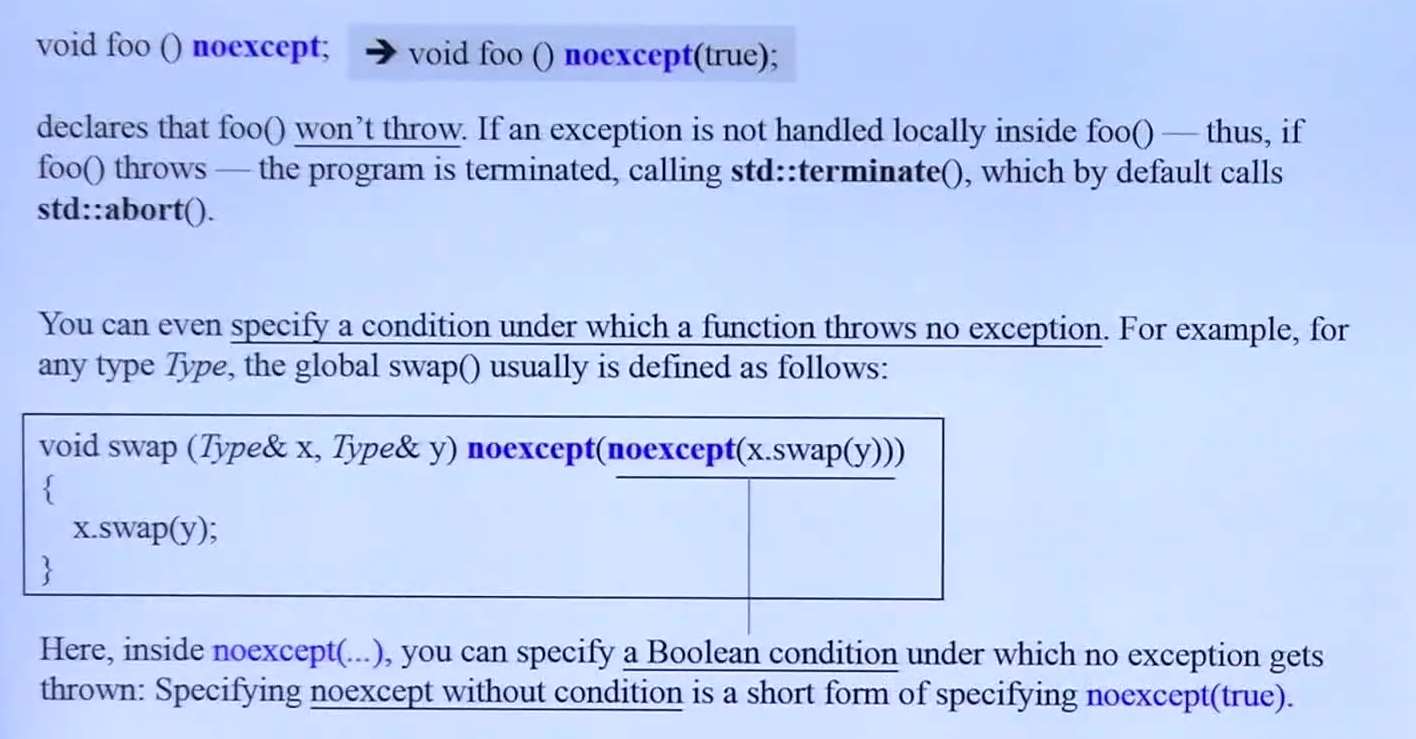 void foo () noexcept; → void foo () noexcept(true);
declares that foo() won’t throw. If an exception is not handled locally inside foo() — thus, if
foo() throws — the program is terminated, calling std::terminate(), which by default calls
std::abort().
You can even specify a condition under which a function throws no exception. For example, for
any type Type, the global swap() usually is defined as follows:
void swap (Type& x, Type& y) noexcept(noexcept(x.swap(y)))
{
x.swap(y);
}
Here, inside noexcept(...), you can specify a Boolean condition under which no exception gets
thrown: Specifying noexcept without condition is a short form of specifying noexcept(true).